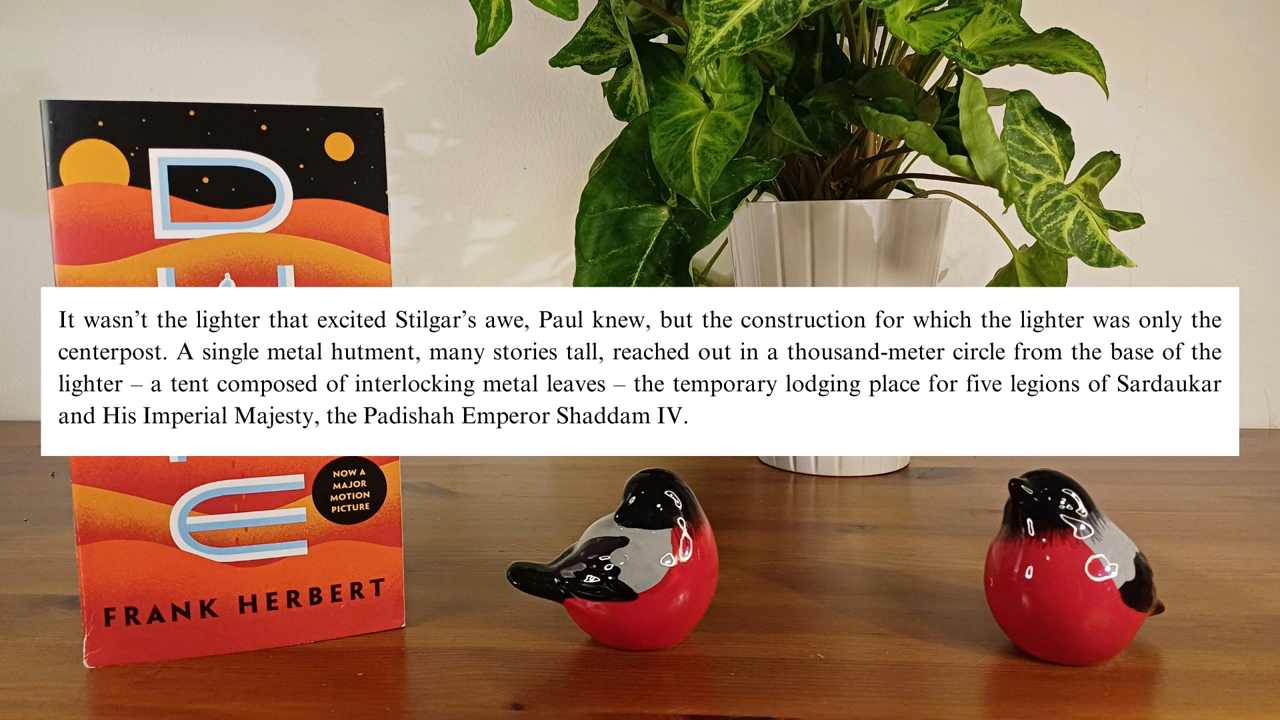 D
It wasn’t the lighter that excited Stilgar’s awe, Paul knew, but the construction for which the lighter was only the
centerpost. A single metal hutment, many stories tall, reached out in a thousand-meter circle from the base of the
lighter – a tent composed of interlocking metal leaves – the temporary lodging place for five legions of Sardaukar
and His Imperial Majesty, the Padishah Emperor Shaddam IV.
E
NOW A
MAJOR
MOTION
PICTURE
FRANK HERBERT